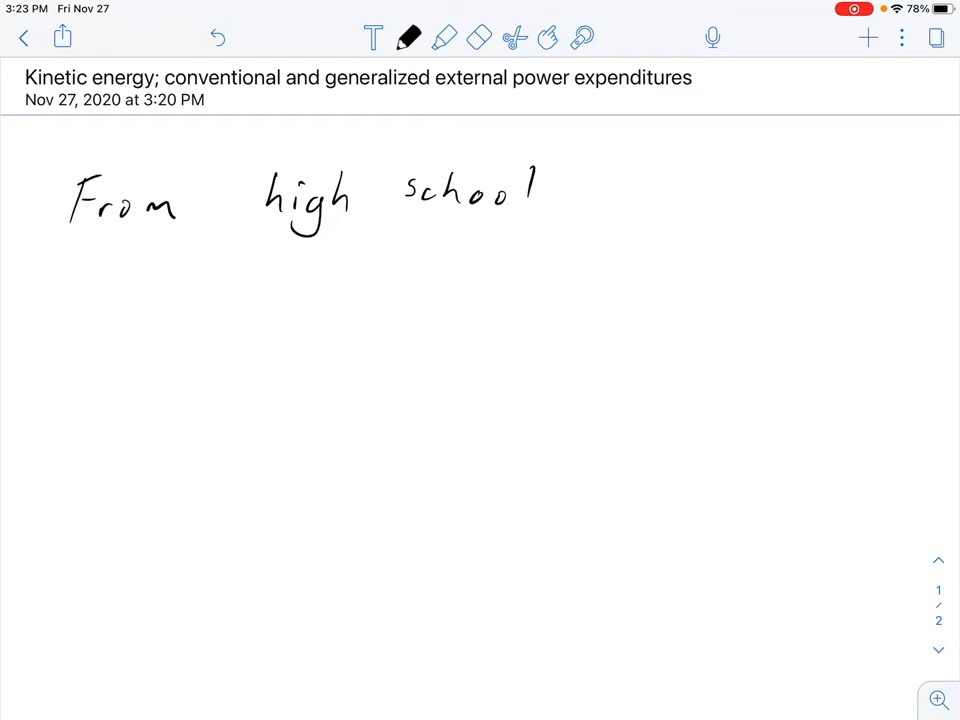 3:23 PM Fri Nov 27
78%
T
Kinetic energy; conventional and generalized external power expenditures
Nov 27, 2020 at 3:20 PM
From high school
1
/
2